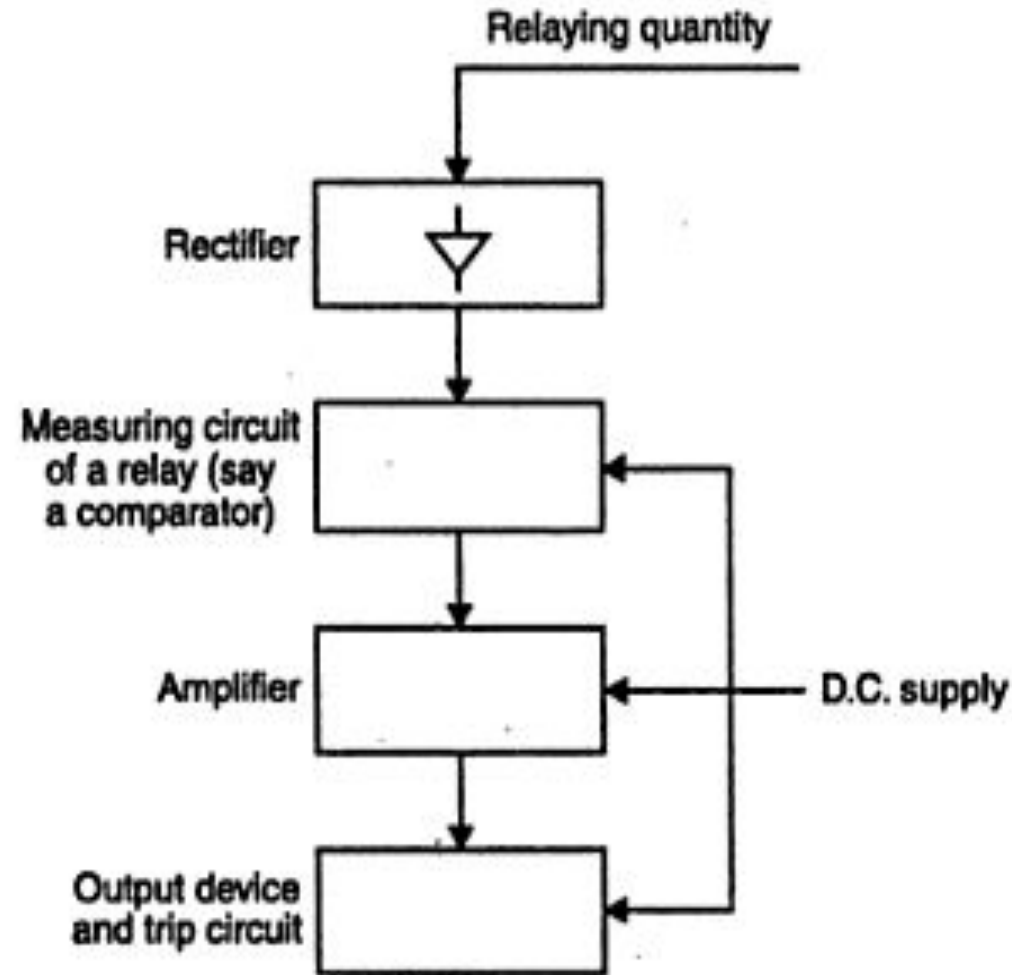 Relaying quantity
Rectifier
Measuring circuit
of a relay (say
a comparator)
Amplifier
D.C. supply
Output device
and trip circuit